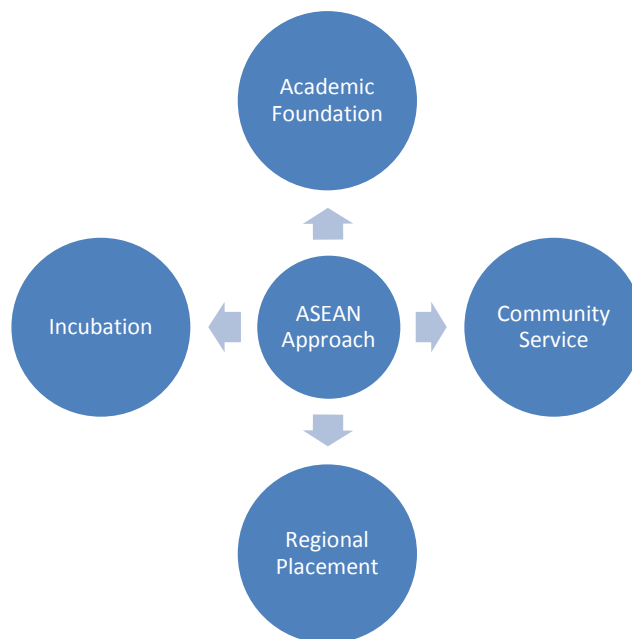 Academic
Foundation
Incubation
ASEAN
Approach
Community
Service
Regional
Placement